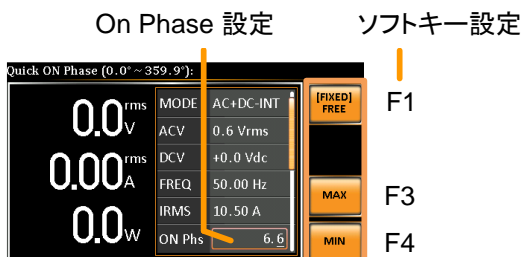 On Phase 設定 ソフトキー設定
Quick ON Phase (0.0° ~ 359.9°):
0.0 rms V
0.00 rms A
0.0 W
MODE AC+DC-INT
ACV 0.6 Vrms
DCV +0.0 Vdc
FREQ 50.00 Hz
IRMS 10.50 A
ON Phs 6.6
[FIXED] FREE F1
MAX F3
MIN F4